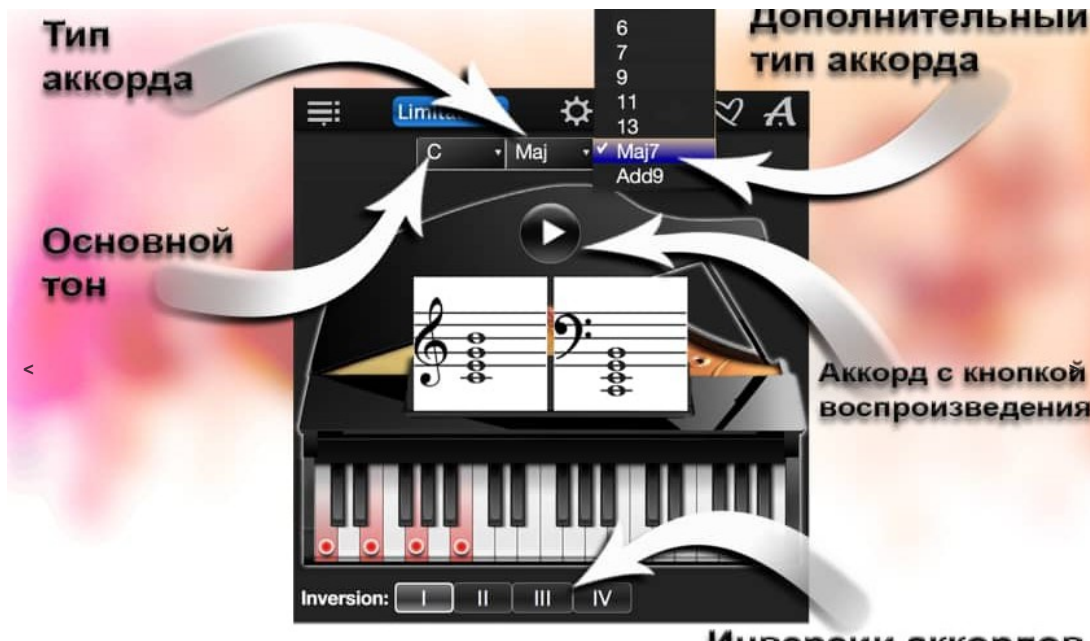 Тип
аккорда
6
7
9
11
13
✓ Maj7
Add9
Дополнительный
тип аккорда
C
Maj
Основной
тон
Аккорд с кнопкой
воспроизведения
<
Inversion: I II III IV
Инверсии аккордов